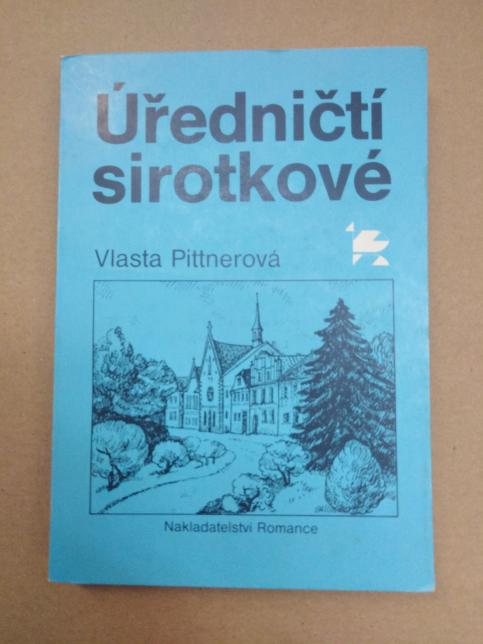 Úředničtí
sirotkové
Vlasta Pittnerová
Nakladatelství Romance